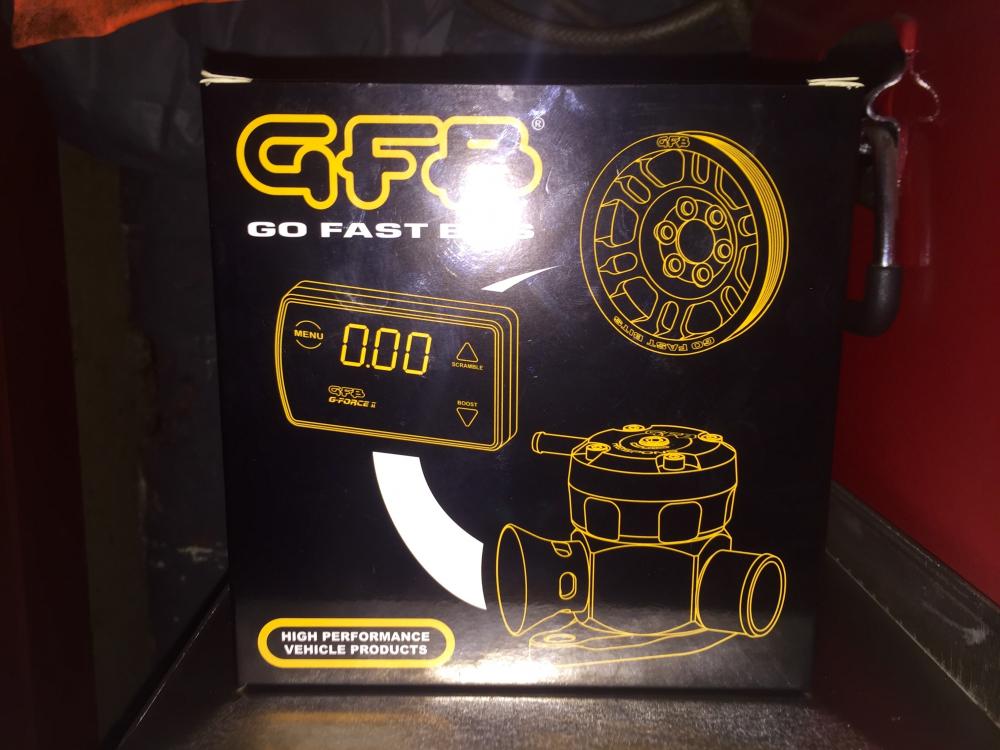 GFB®
GO FAST BITS
GFB
GO FAST BITS
MENU
0.00
SCRAMBLE
GFB
G-FORCE II
BOOST
HIGH PERFORMANCE
VEHICLE PRODUCTS